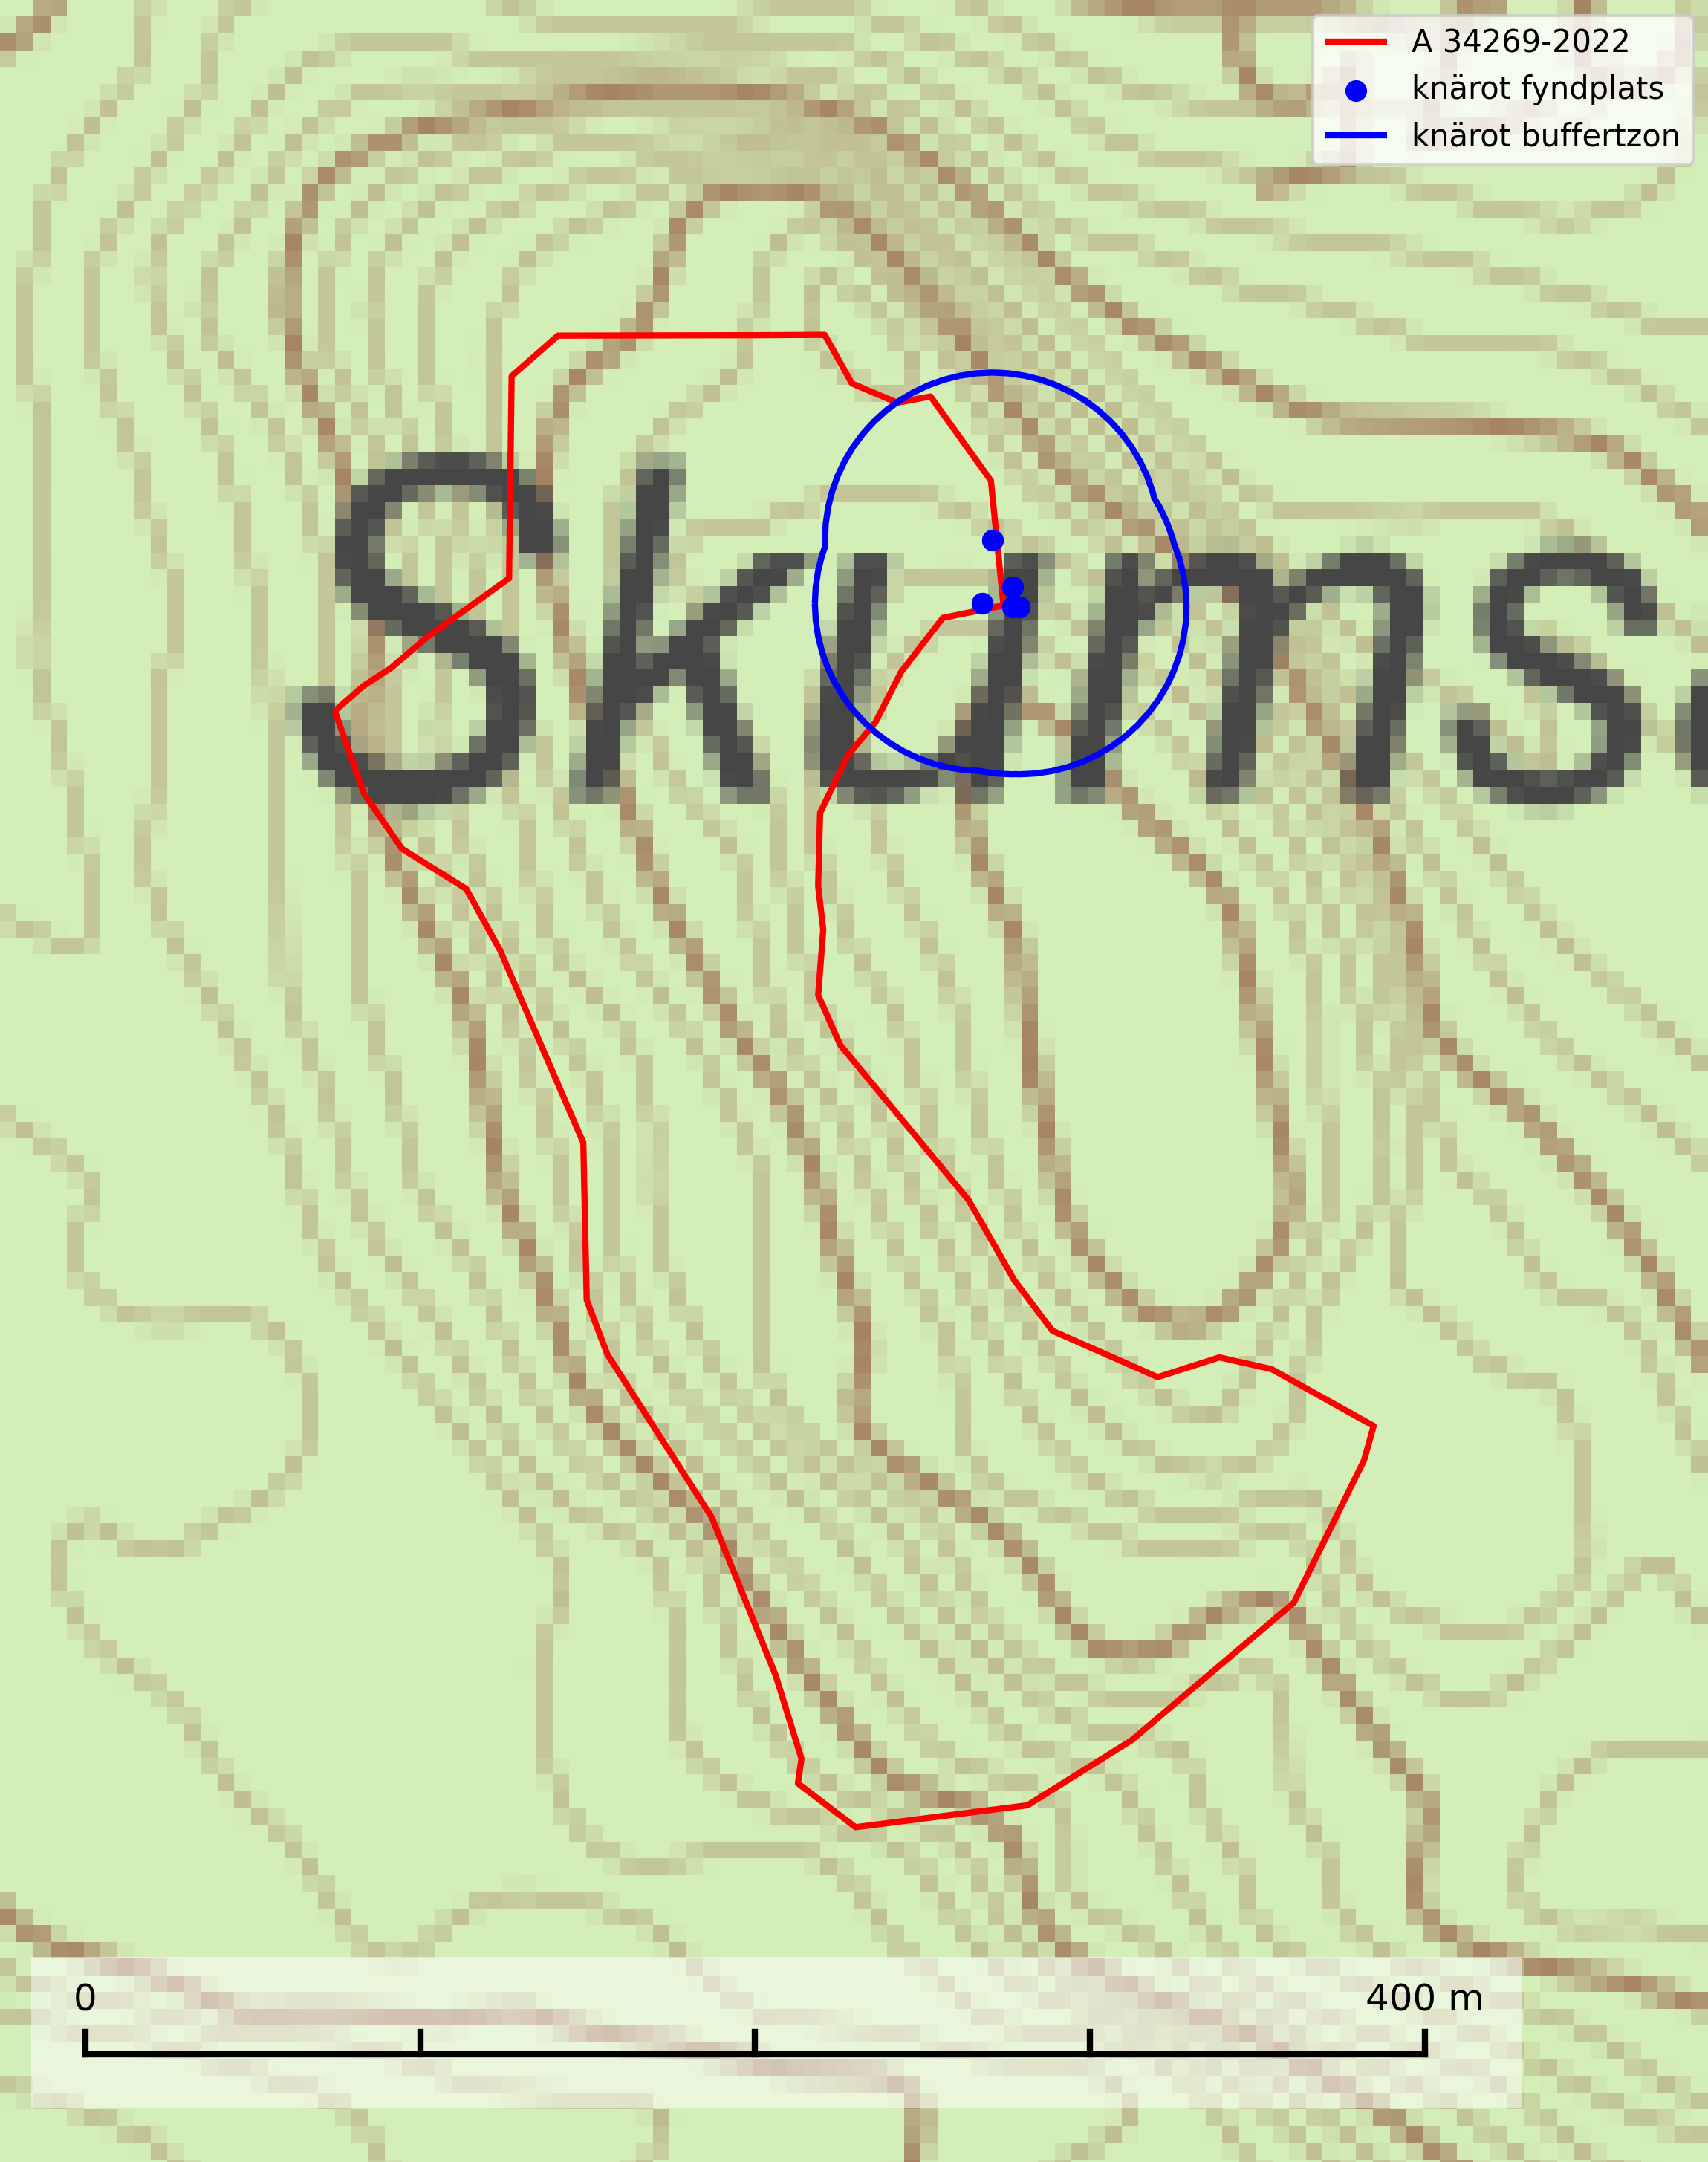 A 34269-2022
knärot fyndplats
knärot buffertzon
0
400 m